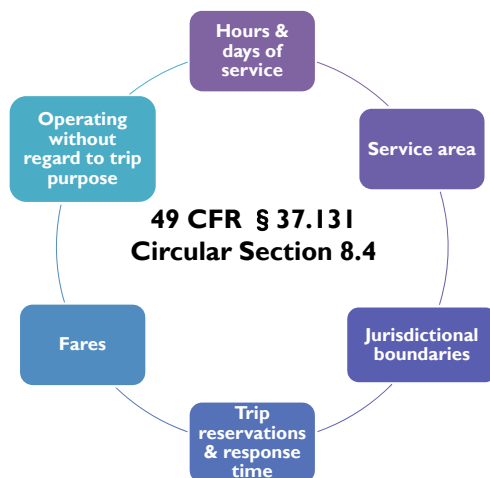 Hours &
days of
service
Service area
Jurisdictional
boundaries
Trip
reservations
& response
time
Fares
Operating
without
regard to trip
purpose
49 CFR § 37.131
Circular Section 8.4